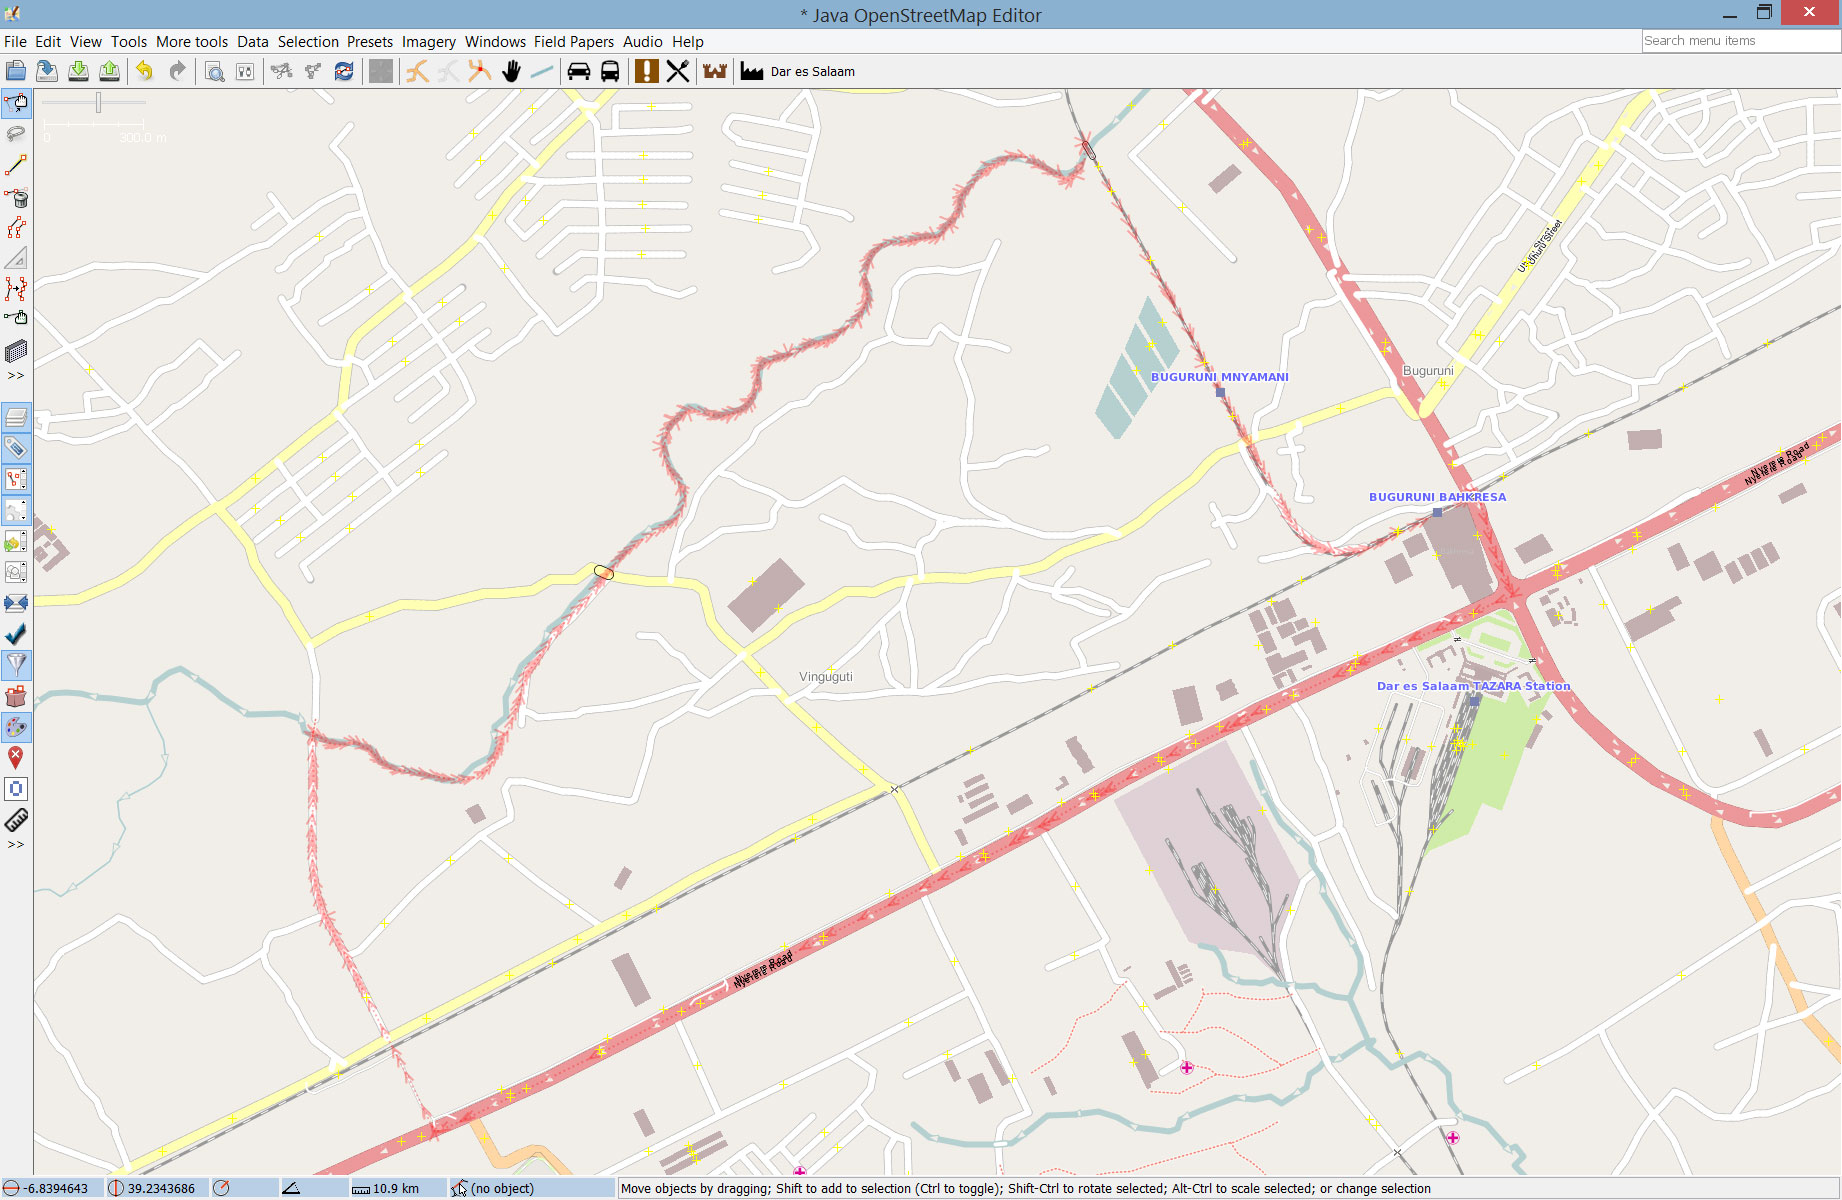 * Java OpenStreetMap Editor
File Edit View Tools More tools Data Selection Presets Imagery Windows Field Papers Audio Help
Search menu items
Dar es Salaam
0 300.0 m
Uhuru Street
BUGURUNI MNYAMANI
Buguruni
Nyerere Road
Nyerere Road
BUGURUNI BAHKRESA
Vinguguti
Dar es Salaam TAZARA Station
Nyerere Road
Nyerere Road
>>
>>
-6.8394643 39.2343686 10.9 km (no object) Move objects by dragging; Shift to add to selection (Ctrl to toggle); Shift-Ctrl to rotate selected; Alt-Ctrl to scale selected; or change selection